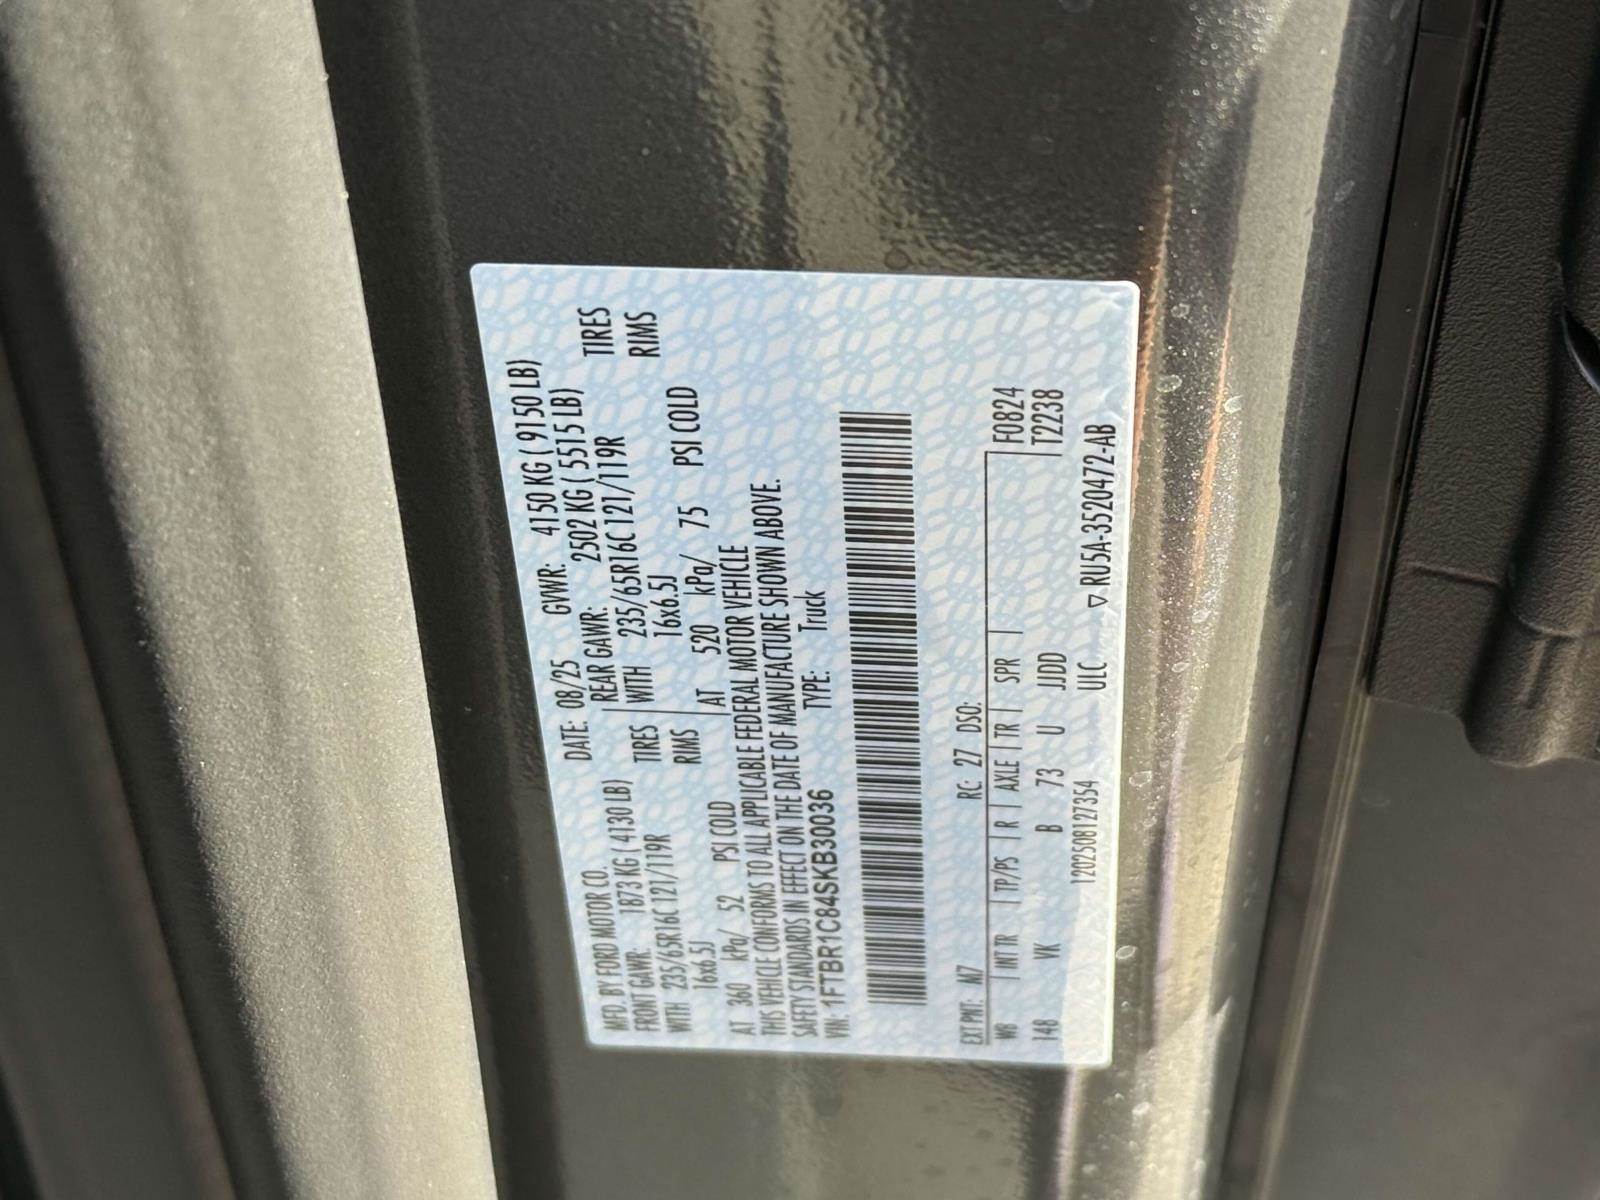 MFD. BY FORD MOTOR CO. DATE: 08/25 GVWR: 4150 KG ( 9150 LB)
FRONT GAWR: 1873 KG ( 4130 LB) REAR GAWR: 2502 KG ( 5515 LB)
WITH 235/65R16C 121/119R TIRES WITH 235/65R16C 121/119R TIRES
16x6.5J RIMS 16x6.5J RIMS
AT 360 kPa/ 52 PSI COLD AT 520 kPa/ 75 PSI COLD
THIS VEHICLE CONFORMS TO ALL APPLICABLE FEDERAL MOTOR VEHICLE
SAFETY STANDARDS IN EFFECT ON THE DATE OF MANUFACTURE SHOWN ABOVE.
VIN: 1FTBR1C84SKB30036 TYPE: Truck
EXT PNT: M7 RC: 27 DSO: F0824
WB | INT TR | TP/PS | R | AXLE | TR | SPR | T2238
148 VK B 73 U JJDD
120250812​7354 ULC ▽ RU5A-3520472-AB